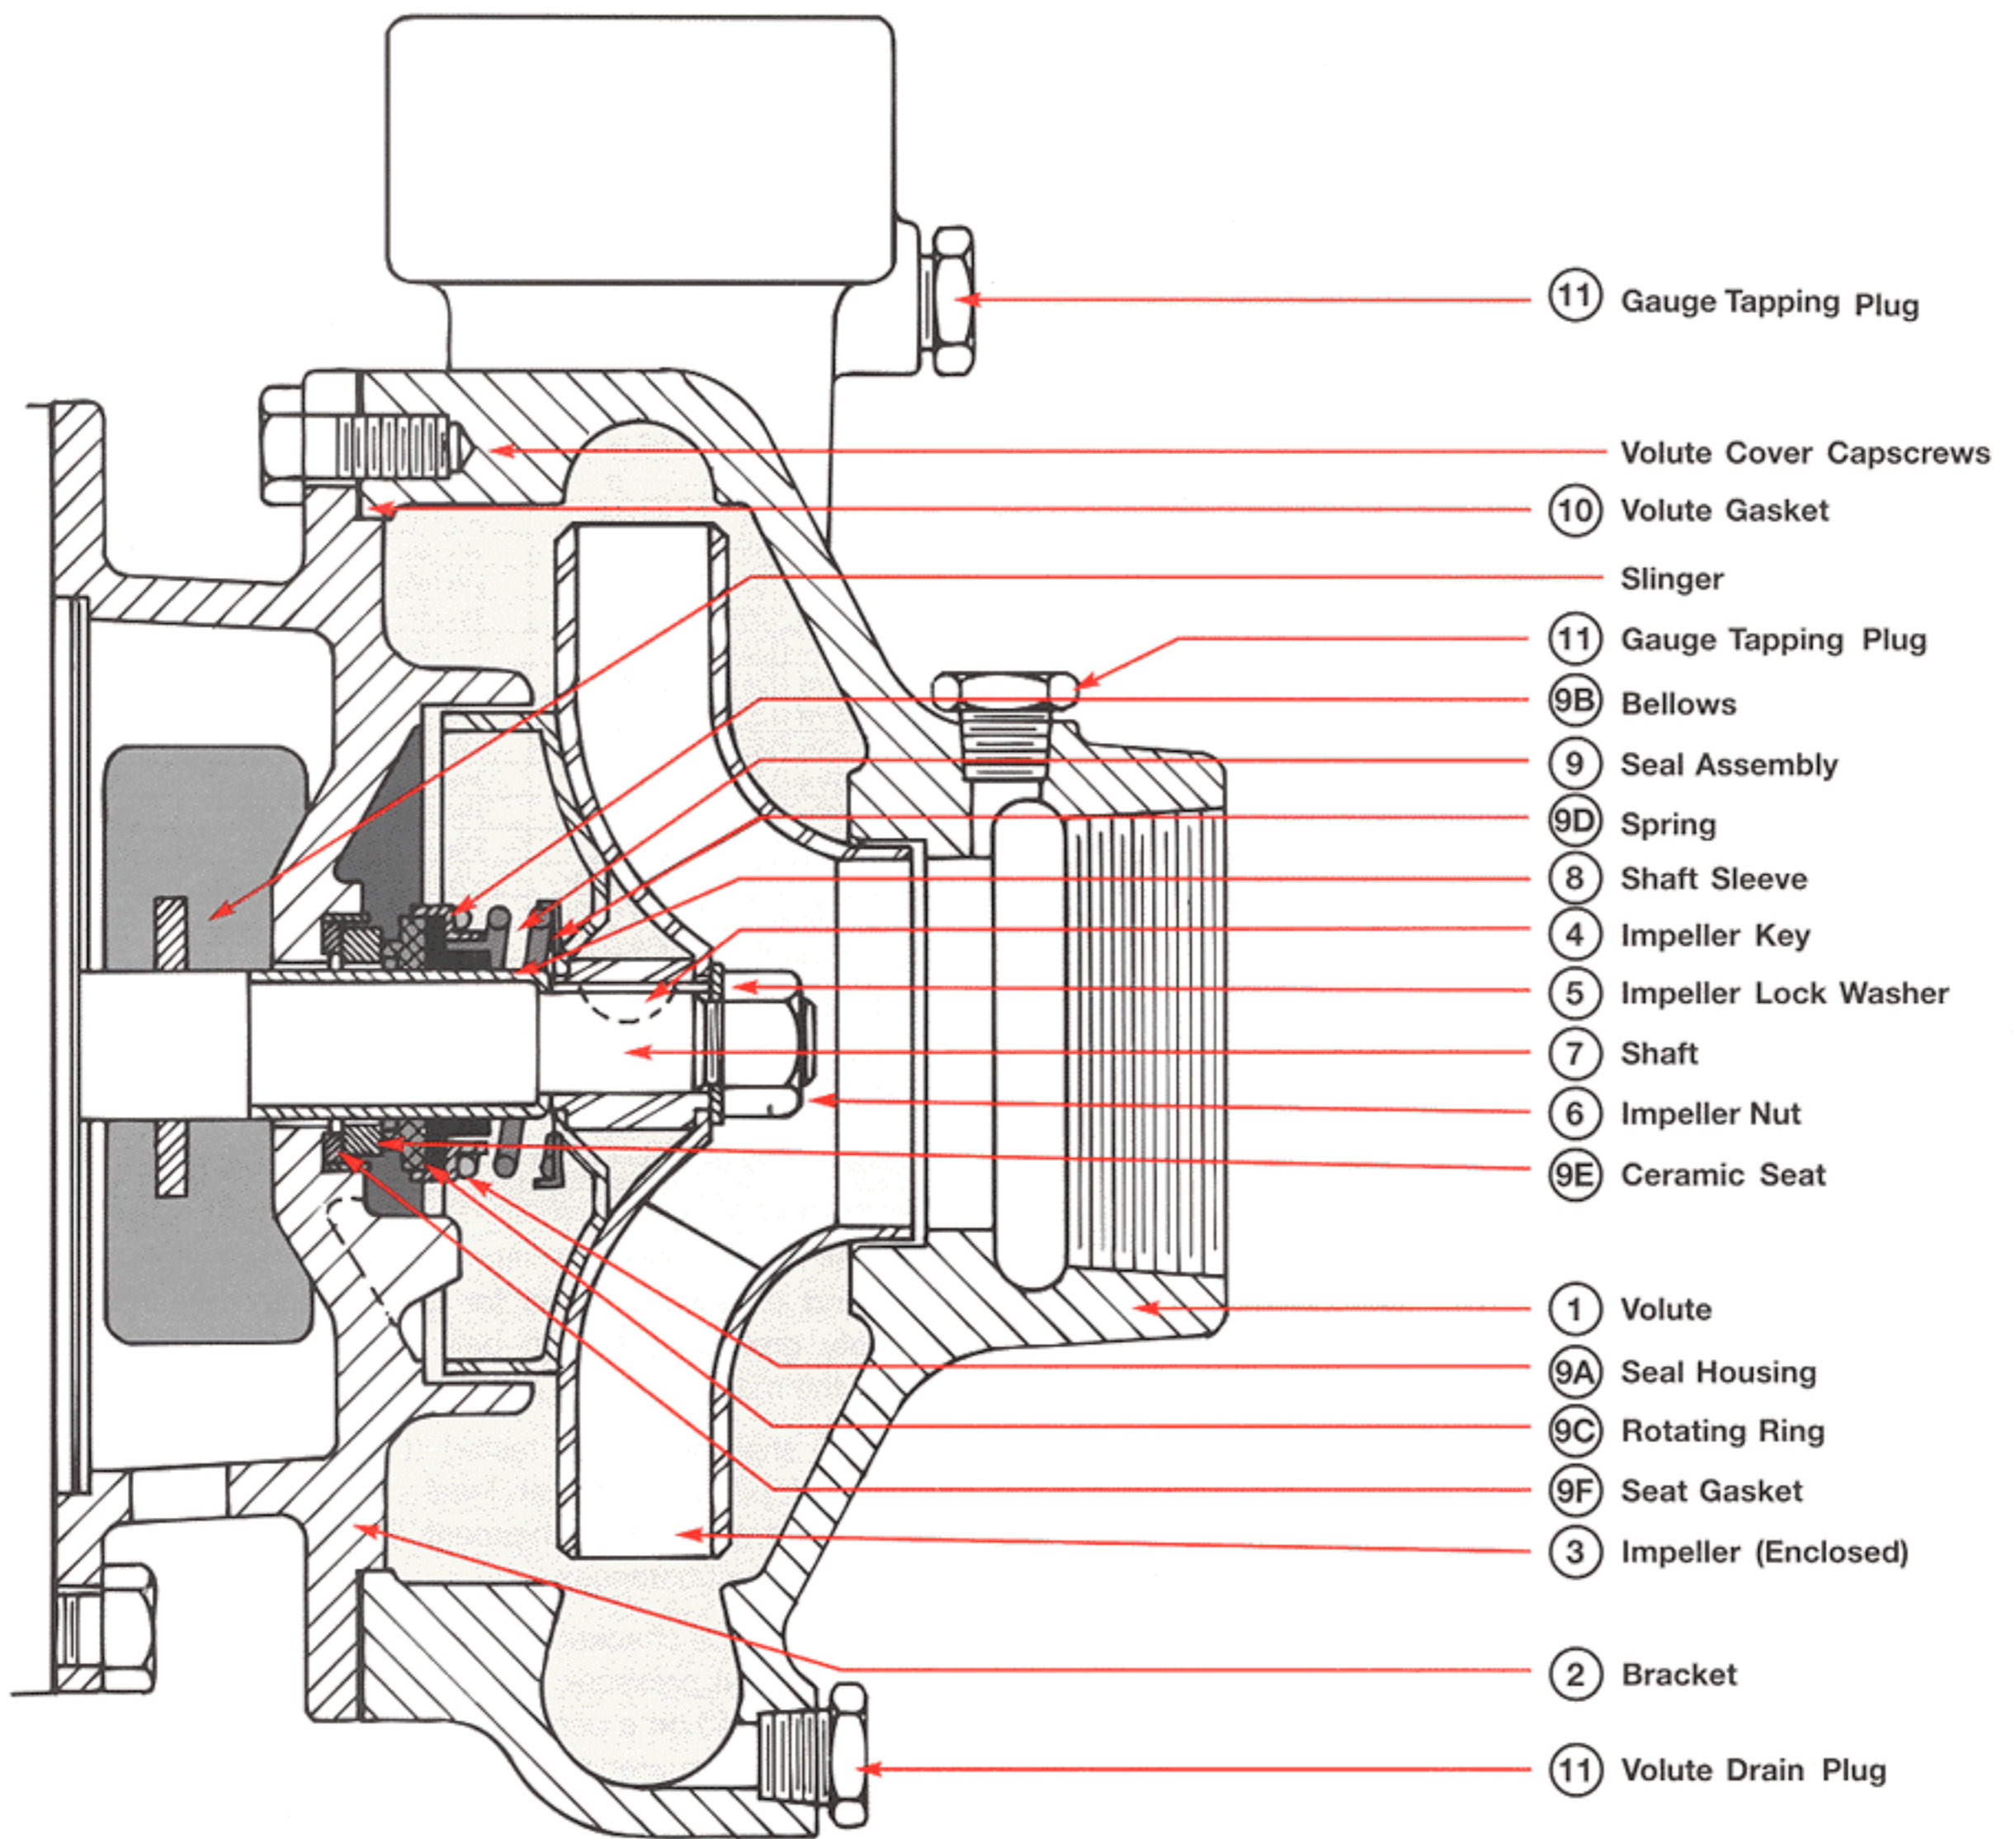 11 Gauge Tapping Plug
Volute Cover Capscrews
10 Volute Gasket
Slinger
11 Gauge Tapping Plug
9B Bellows
9 Seal Assembly
9D Spring
8 Shaft Sleeve
4 Impeller Key
5 Impeller Lock Washer
7 Shaft
6 Impeller Nut
9E Ceramic Seat
1 Volute
9A Seal Housing
9C Rotating Ring
9F Seat Gasket
3 Impeller (Enclosed)
2 Bracket
11 Volute Drain Plug